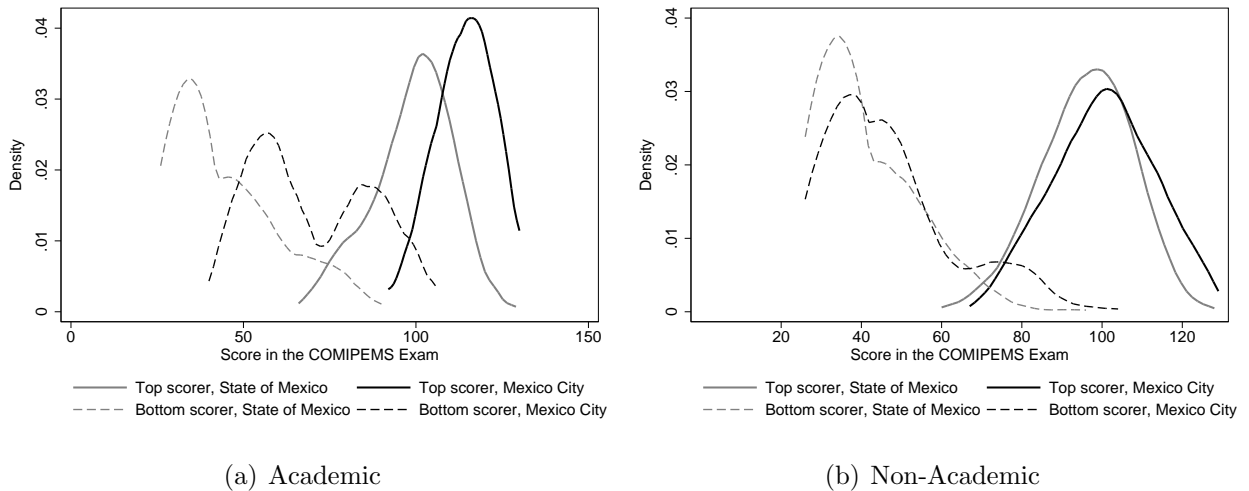 .04
.03
.02
.01
0
Density
0 50 100 150
Score in the COMIPEMS Exam
Top scorer, State of Mexico Top scorer, Mexico City
Bottom scorer, State of Mexico Bottom scorer, Mexico City
(a) Academic
.04
.03
.02
.01
0
Density
20 40 60 80 100 120
Score in the COMIPEMS Exam
Top scorer, State of Mexico Top scorer, Mexico City
Bottom scorer, State of Mexico Bottom scorer, Mexico City
(b) Non-Academic